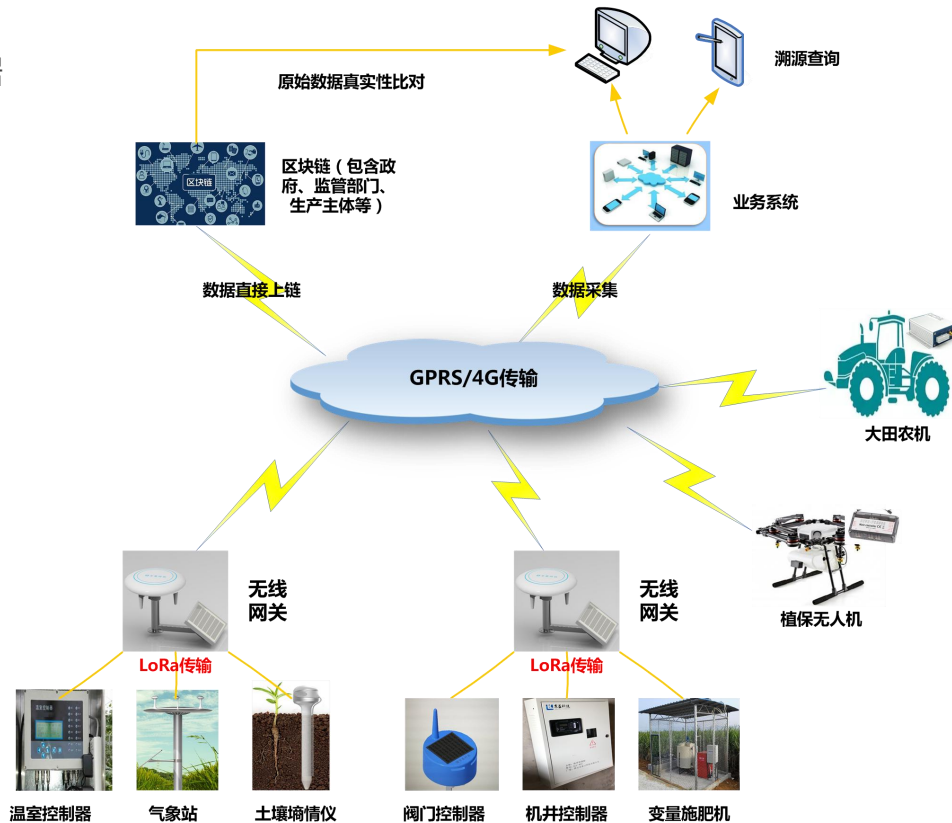 溯源查询
原始数据真实性比对
区块链(包含政
府、监管部门、
生产主体等)
区块链
业务系统
数据直接上链
数据采集
GPRS/4G传输
大田农机
无线
网关
无线
网关
植保无人机
LoRa传输
LoRa传输
温室控制器
气象站
土壤墒情仪
阀门控制器
机井控制器
变量施肥机